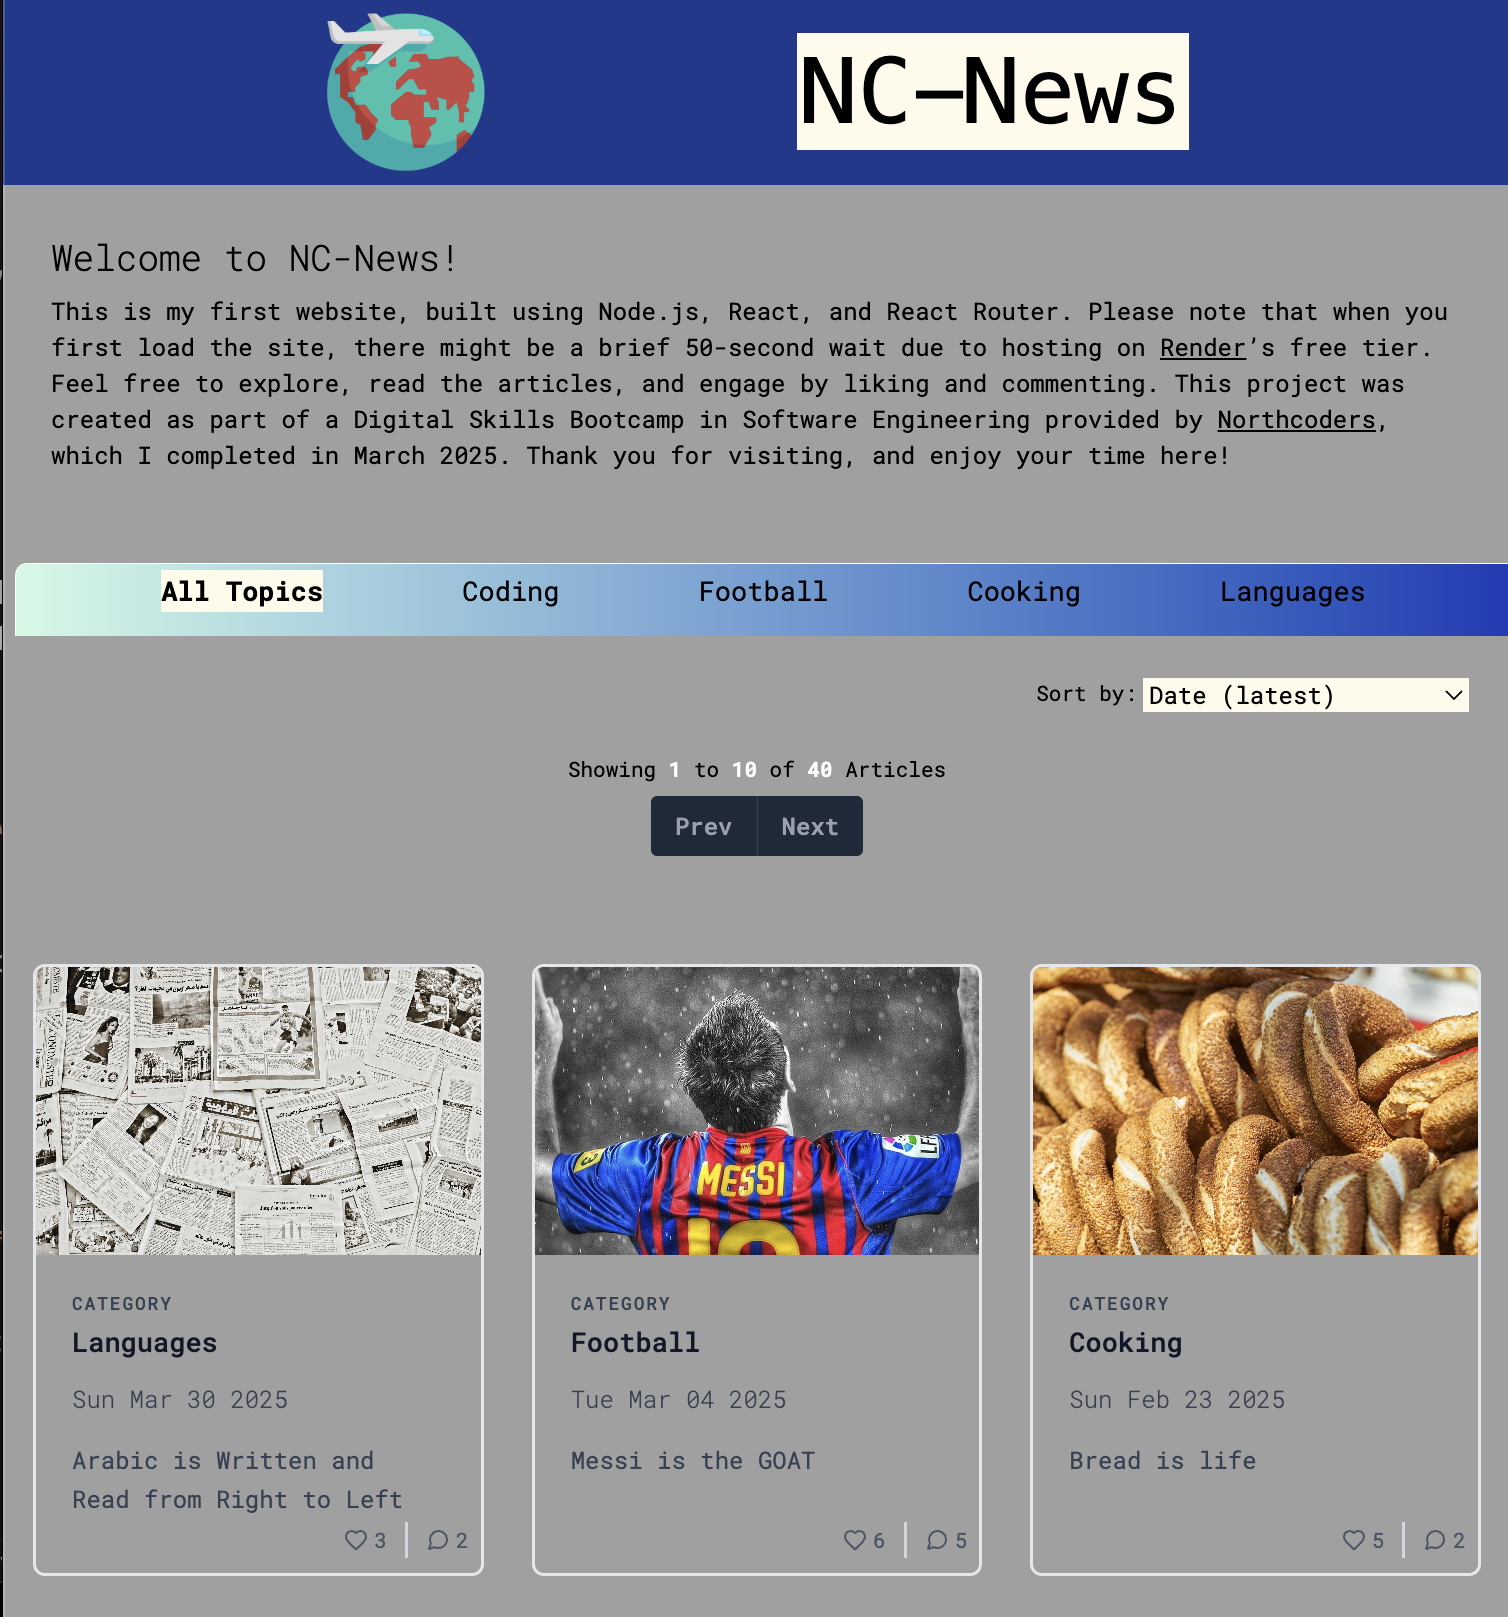 NC-News
Welcome to NC-News!
This is my first website, built using Node.js, React, and React Router. Please note that when you
first load the site, there might be a brief 50-second wait due to hosting on Render’s free tier.
Feel free to explore, read the articles, and engage by liking and commenting. This project was
created as part of a Digital Skills Bootcamp in Software Engineering provided by Northcoders,
which I completed in March 2025. Thank you for visiting, and enjoy your time here!
All Topics Coding Football Cooking Languages
Sort by: Date (latest)
Showing 1 to 10 of 40 Articles
Prev Next
MESSI
CATEGORY
Languages
Sun Mar 30 2025
Arabic is Written and
Read from Right to Left
3 2
CATEGORY
Football
Tue Mar 04 2025
Messi is the GOAT
6 5
CATEGORY
Cooking
Sun Feb 23 2025
Bread is life
5 2